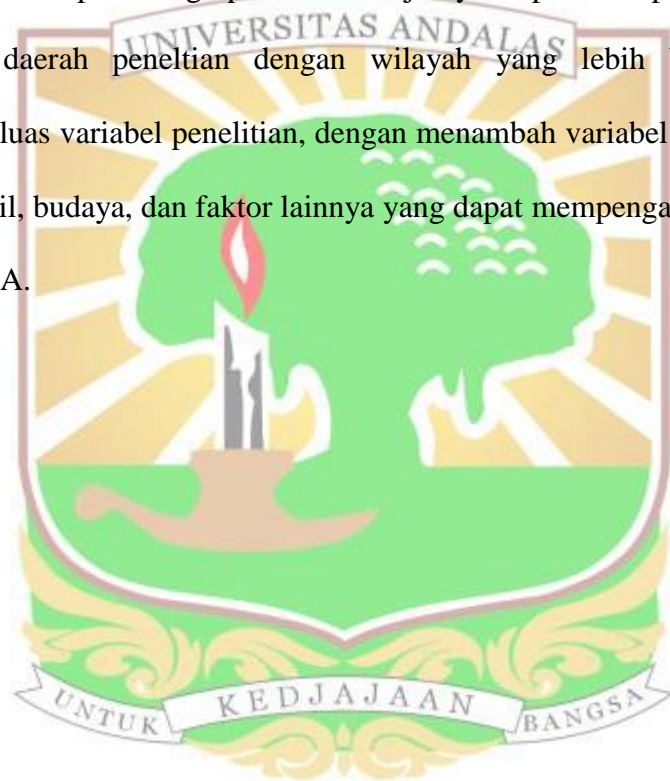 UNIVERSITAS ANDALAS
daerah peneltian dengan wilayah yang lebih
luas variabel penelitian, dengan menambah variabel
il, budaya, dan faktor lainnya yang dapat mempenga
A.
UNTUK KEDJAJAAN BANGSA